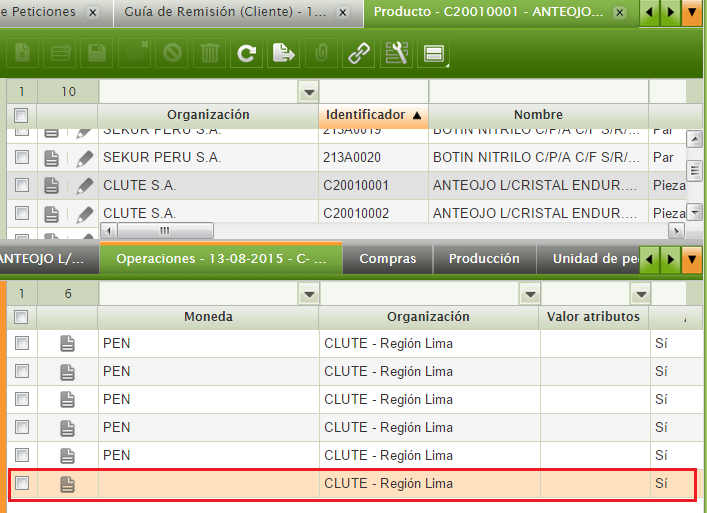 e Peticiones Guía de Remisión (Cliente) - 1... Producto - C20010001 - ANTEOJO...
1 10
Organización Identificador Nombre
SEKUR PERU S.A. 213A0019 BOTIN NITRILO C/P/A C/F S/R/... Par
SEKUR PERU S.A. 213A0020 BOTIN NITRILO C/P/A C/F S/R/... Par
CLUTE S.A. C20010001 ANTEOJO L/CRISTAL ENDUR.... Pieza
CLUTE S.A. C20010002 ANTEOJO L/CRISTAL ENDUR.... Pieza
ANTEOJO L/... Operaciones - 13-08-2015 - C- ... Compras Producción Unidad de pe
1 6
Moneda Organización Valor atributos
PEN CLUTE - Región Lima Sí
PEN CLUTE - Región Lima Sí
PEN CLUTE - Región Lima Sí
PEN CLUTE - Región Lima Sí
PEN CLUTE - Región Lima Sí
CLUTE - Región Lima Sí